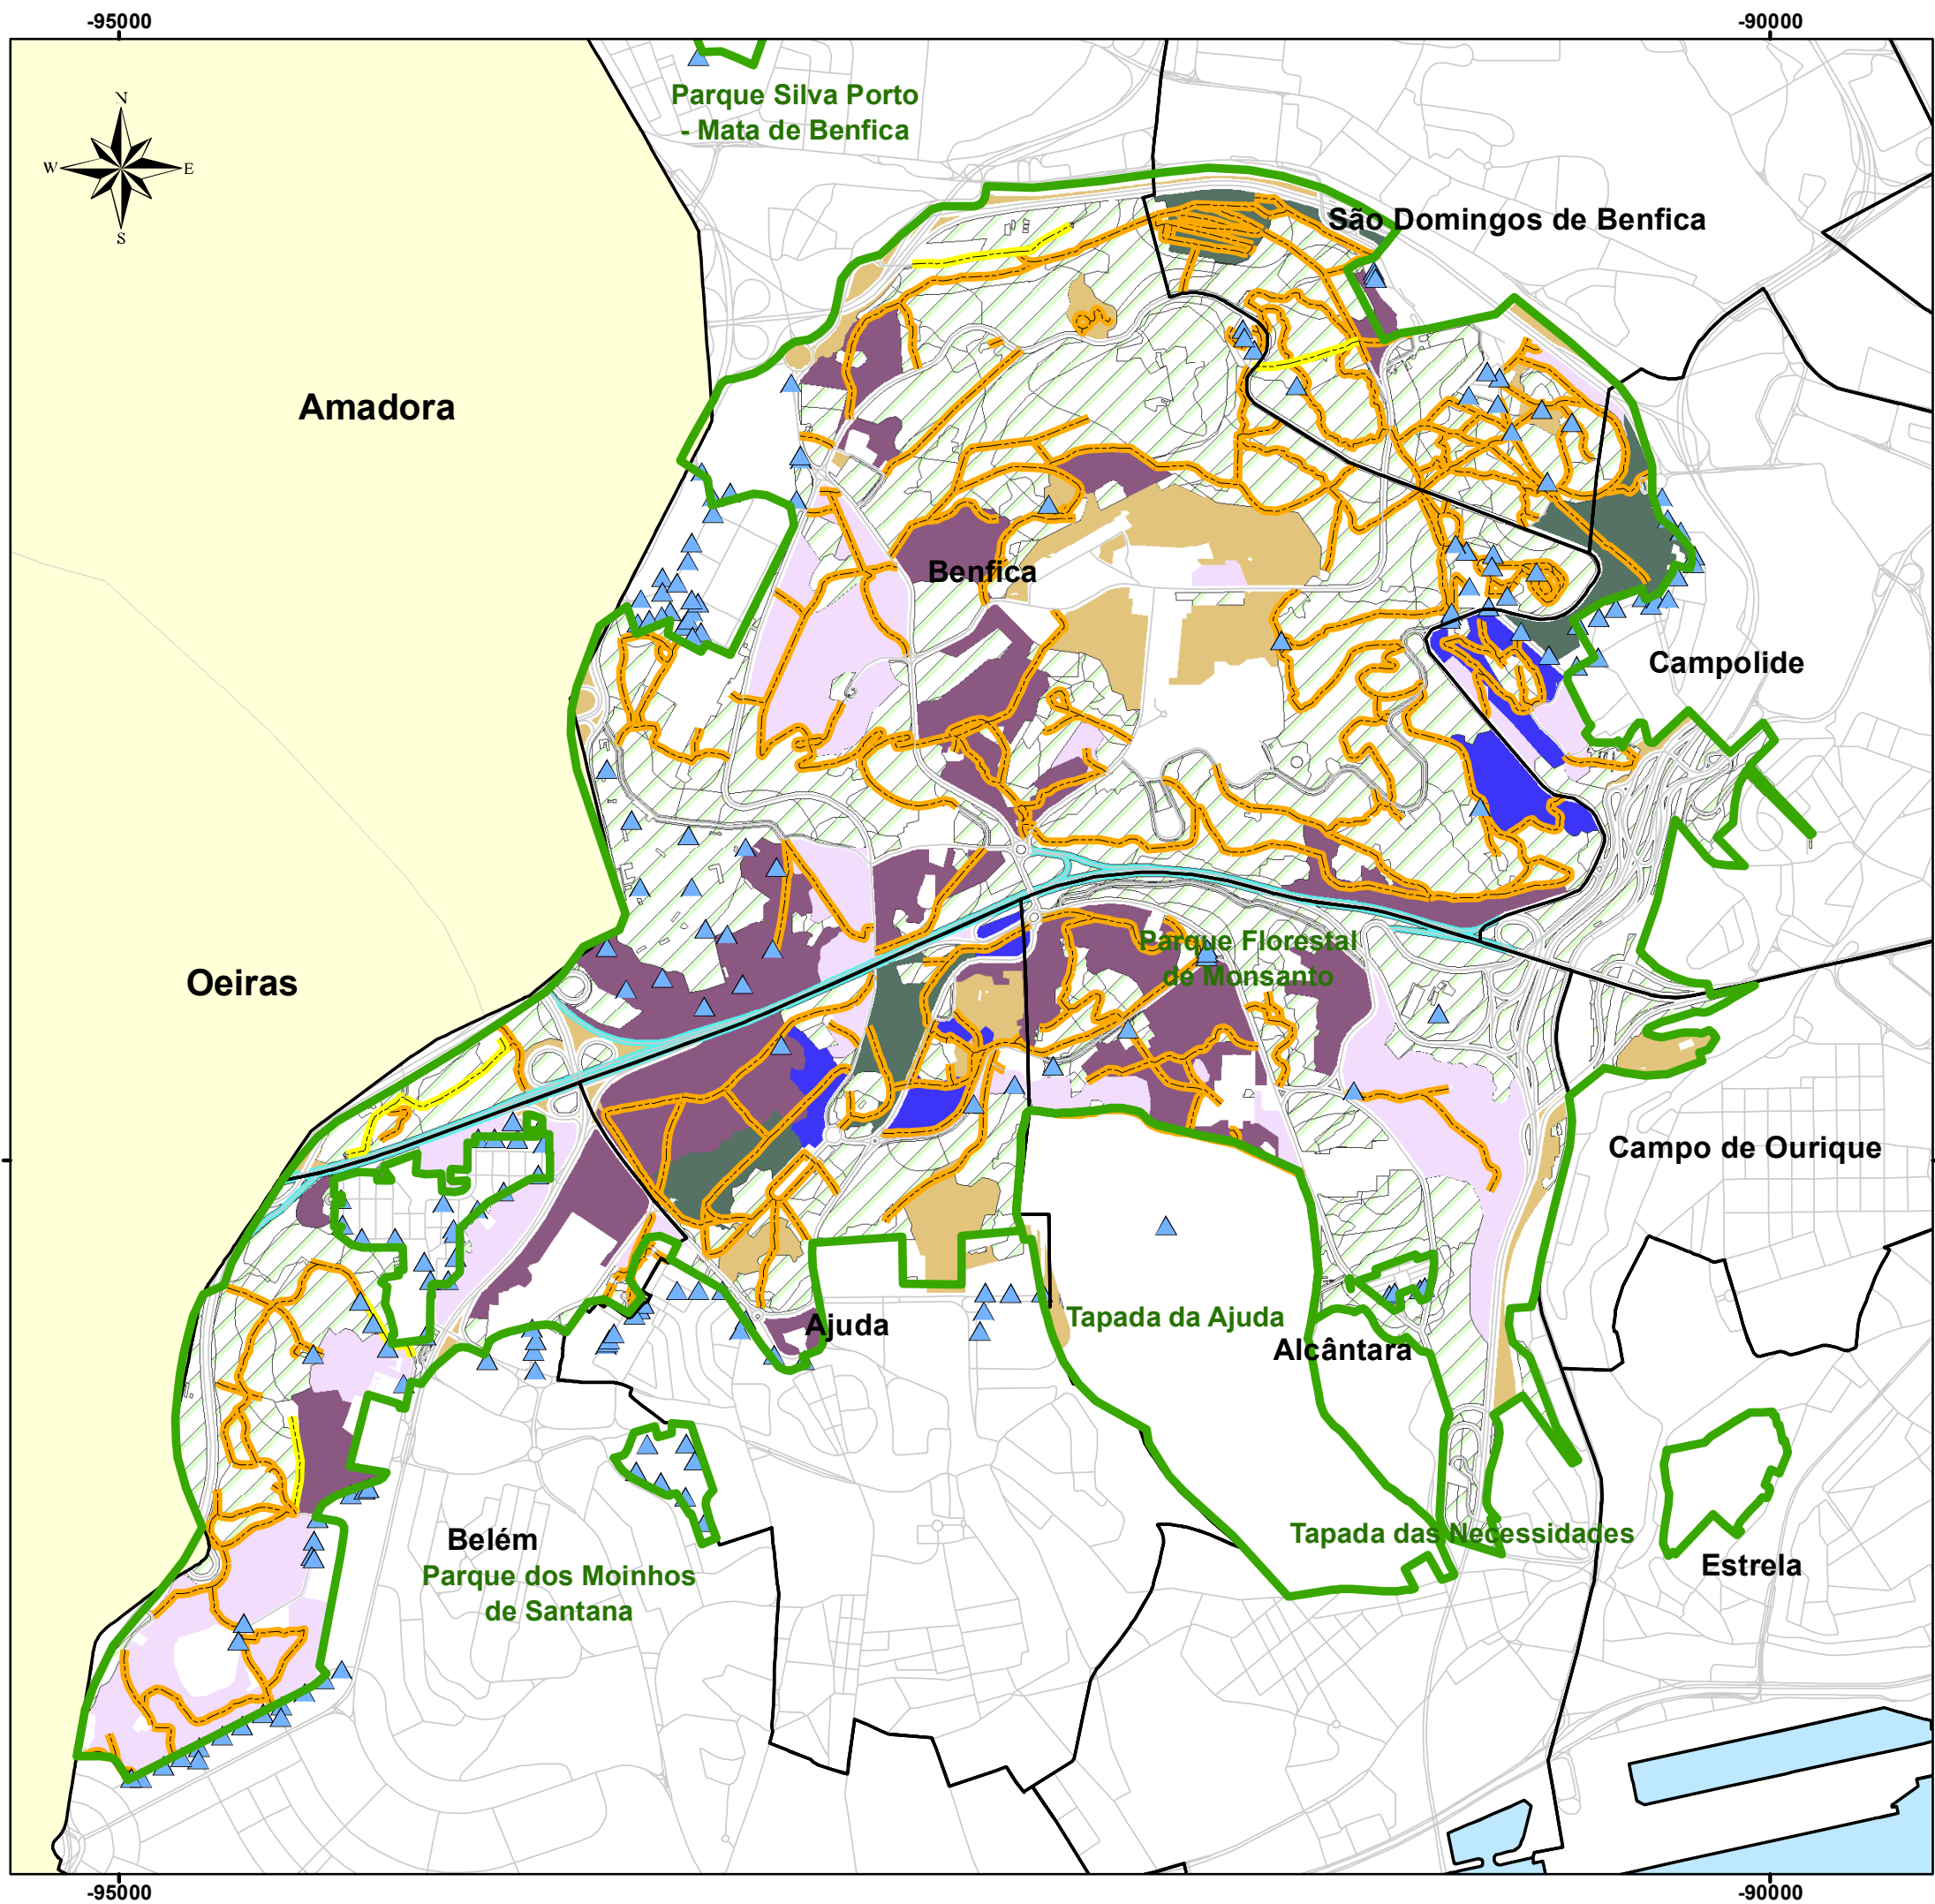 -95000
-90000
N
W
E
S
Parque Silva Porto
- Mata de Benfica
São Domingos de Benfica
Amadora
Benfica
Campolide
Parque Florestal
de Monsanto
Oeiras
Campo de Ourique
Tapada da Ajuda
Ajuda
Alcântara
Tapada das Necessidades
Belém
Estrela
Parque dos Moinhos
de Santana
-95000
-90000